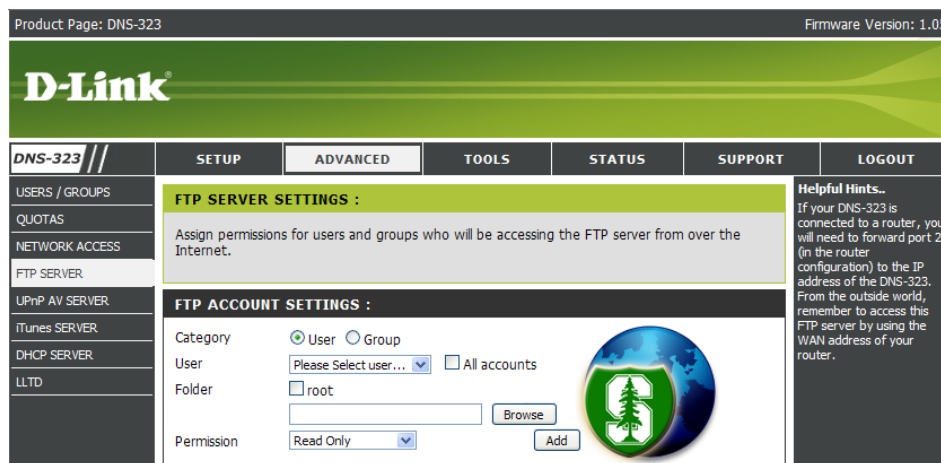 Product Page: DNS-323
Firmware Version: 1.05
D-Link®
DNS-323 //
SETUP
ADVANCED
TOOLS
STATUS
SUPPORT
LOGOUT
USERS / GROUPS
QUOTAS
NETWORK ACCESS
FTP SERVER
UPnP AV SERVER
iTunes SERVER
DHCP SERVER
LLTD
FTP SERVER SETTINGS :
Assign permissions for users and groups who will be accessing the FTP server from over the
Internet.
FTP ACCOUNT SETTINGS :
Category
User
Group
User
Please Select user...
All accounts
Folder
root
Browse
Permission
Read Only
Add
S
Helpful Hints..
If your DNS-323 is
connected to a router, you
will need to forward port 2
(in the router
configuration) to the IP
address of the DNS-323.
From the outside world,
remember to access this
FTP server by using the
WAN address of your
router.